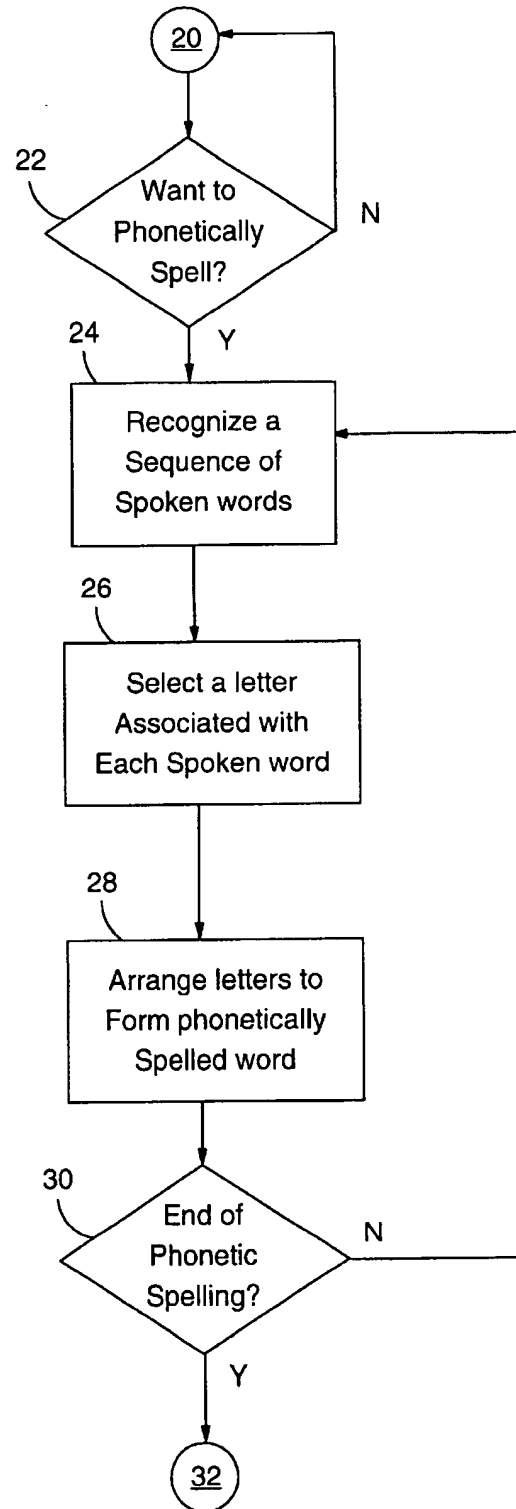 20
22
Want to
Phonetically
Spell?
N
Y
24
Recognize a
Sequence of
Spoken words
26
Select a letter
Associated with
Each Spoken word
28
Arrange letters to
Form phonetically
Spelled word
30
End of
Phonetic
Spelling?
N
Y
32